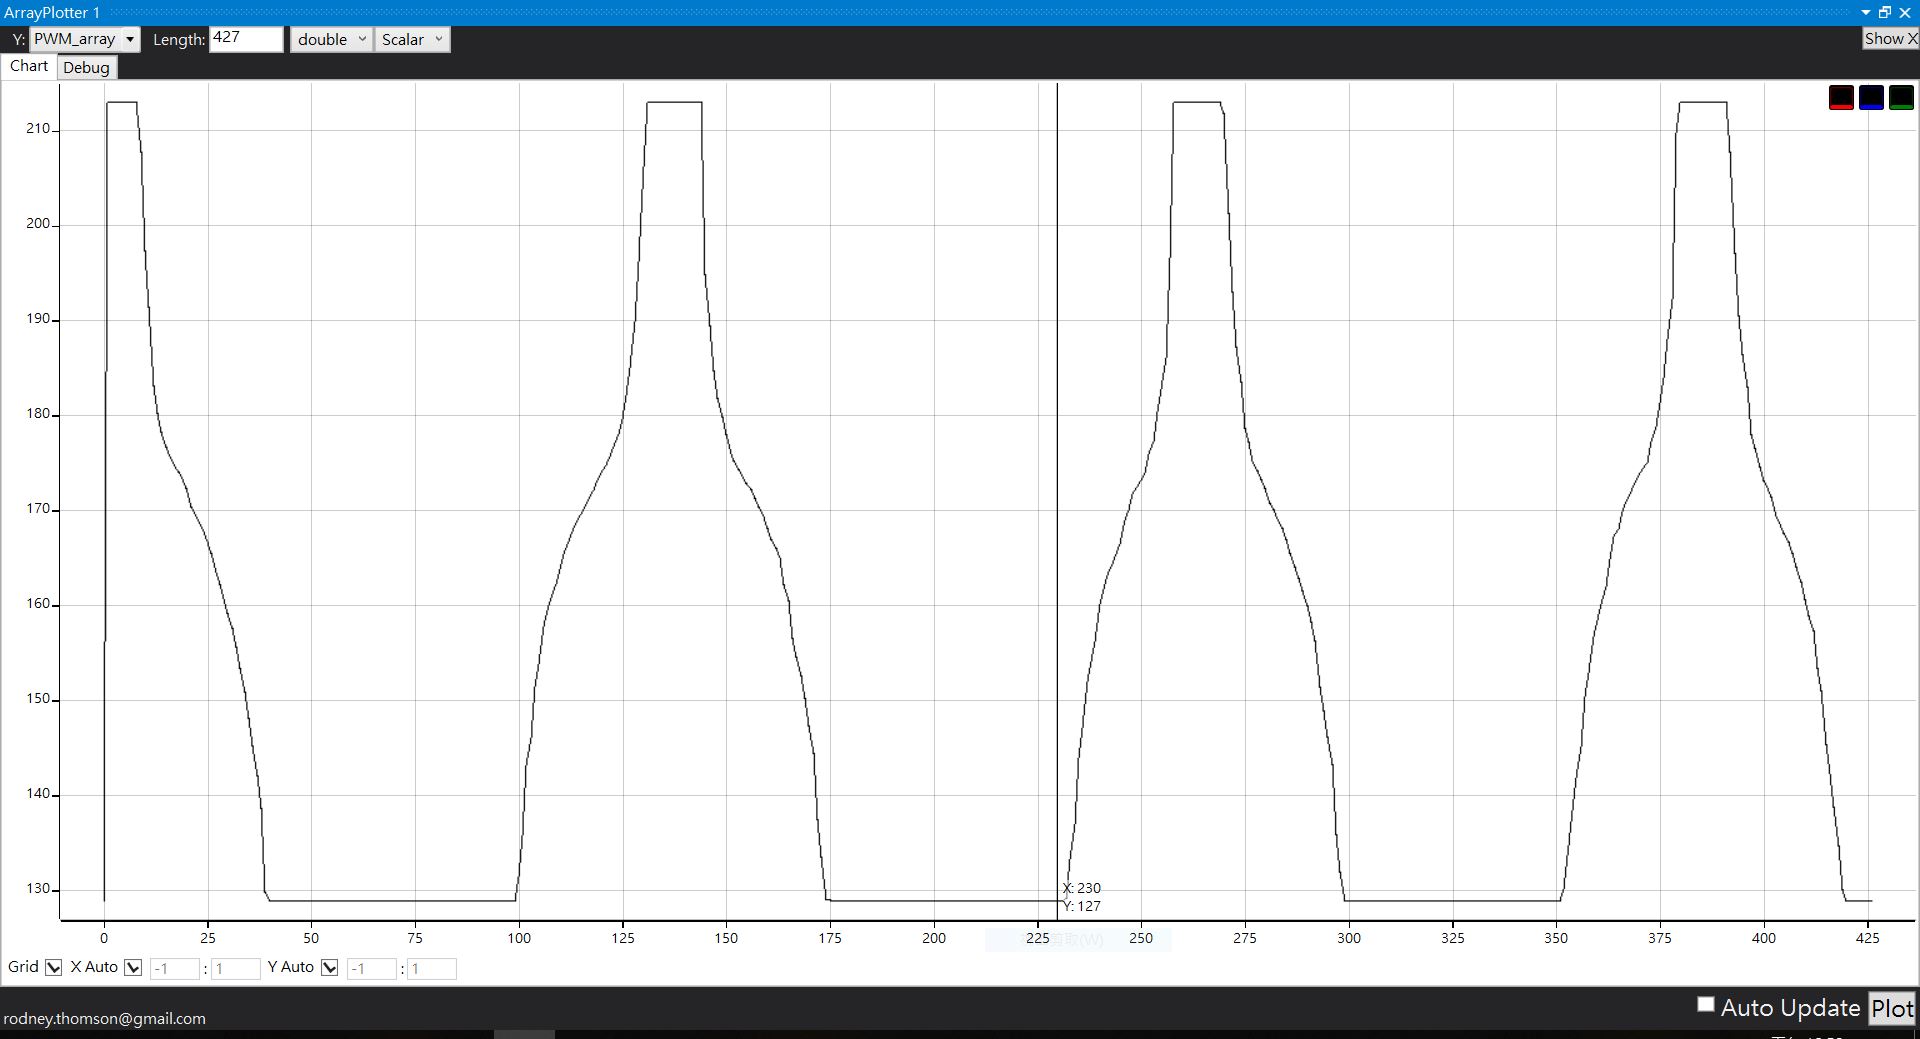 ArrayPlotter 1
Y: PWM_array Length: 427 double Scalar Show X
Chart Debug
210
200
190
180
170
160
150
140
130
X: 230
Y: 127
0 25 50 75 100 125 150 175 200 225 250 275 300 325 350 375 400 425
剪取(W)
Grid X Auto -1 : 1 Y Auto -1 : 1
Auto Update Plot
rodney.thomson@gmail.com